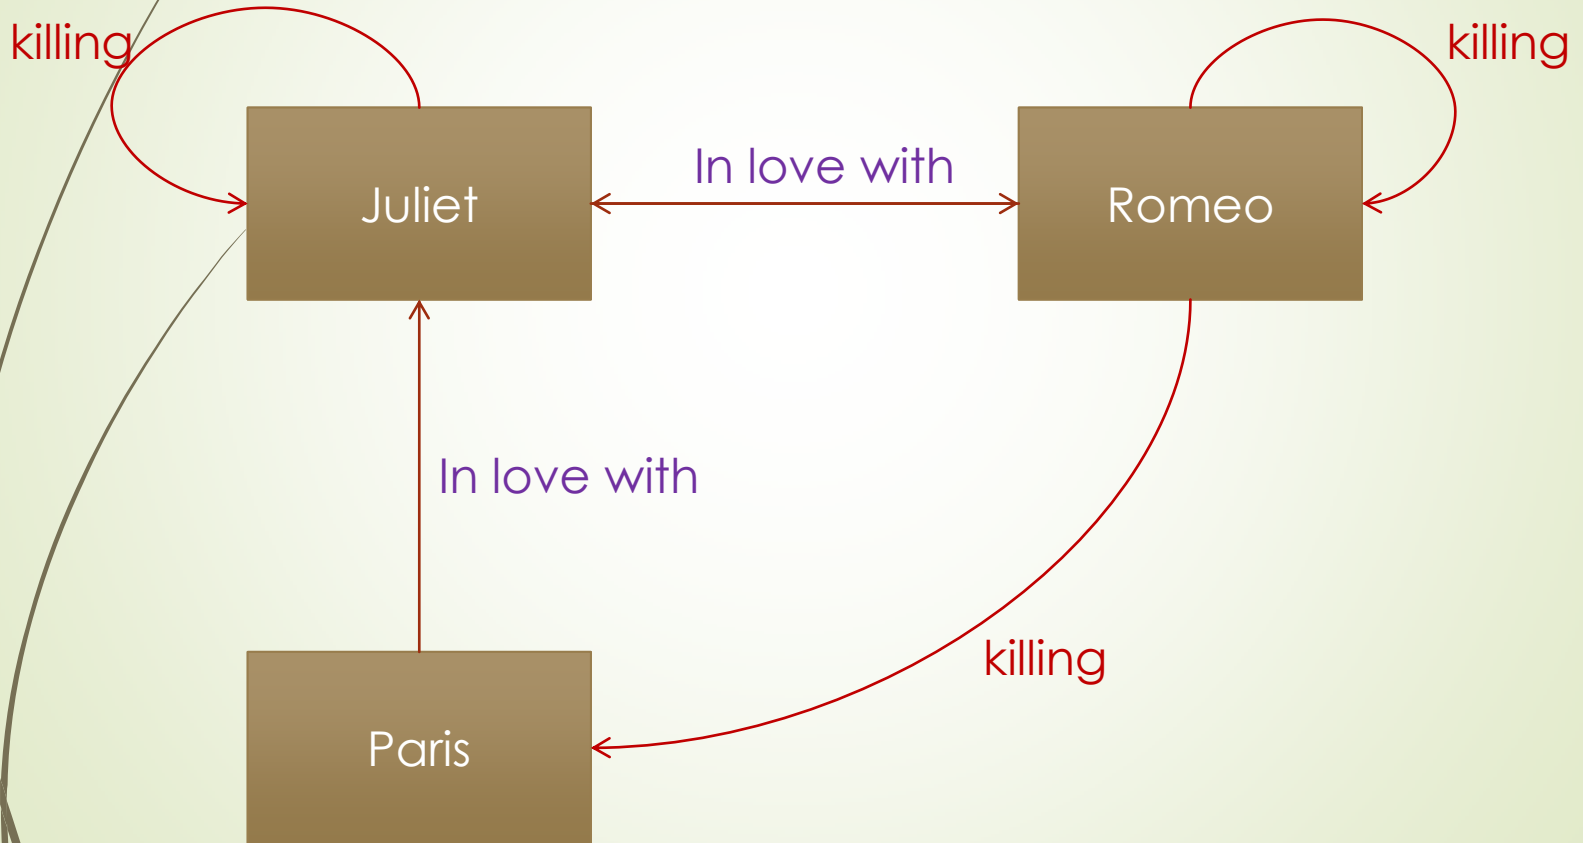 killing
killing
In love with
Juliet
Romeo
In love with
killing
Paris